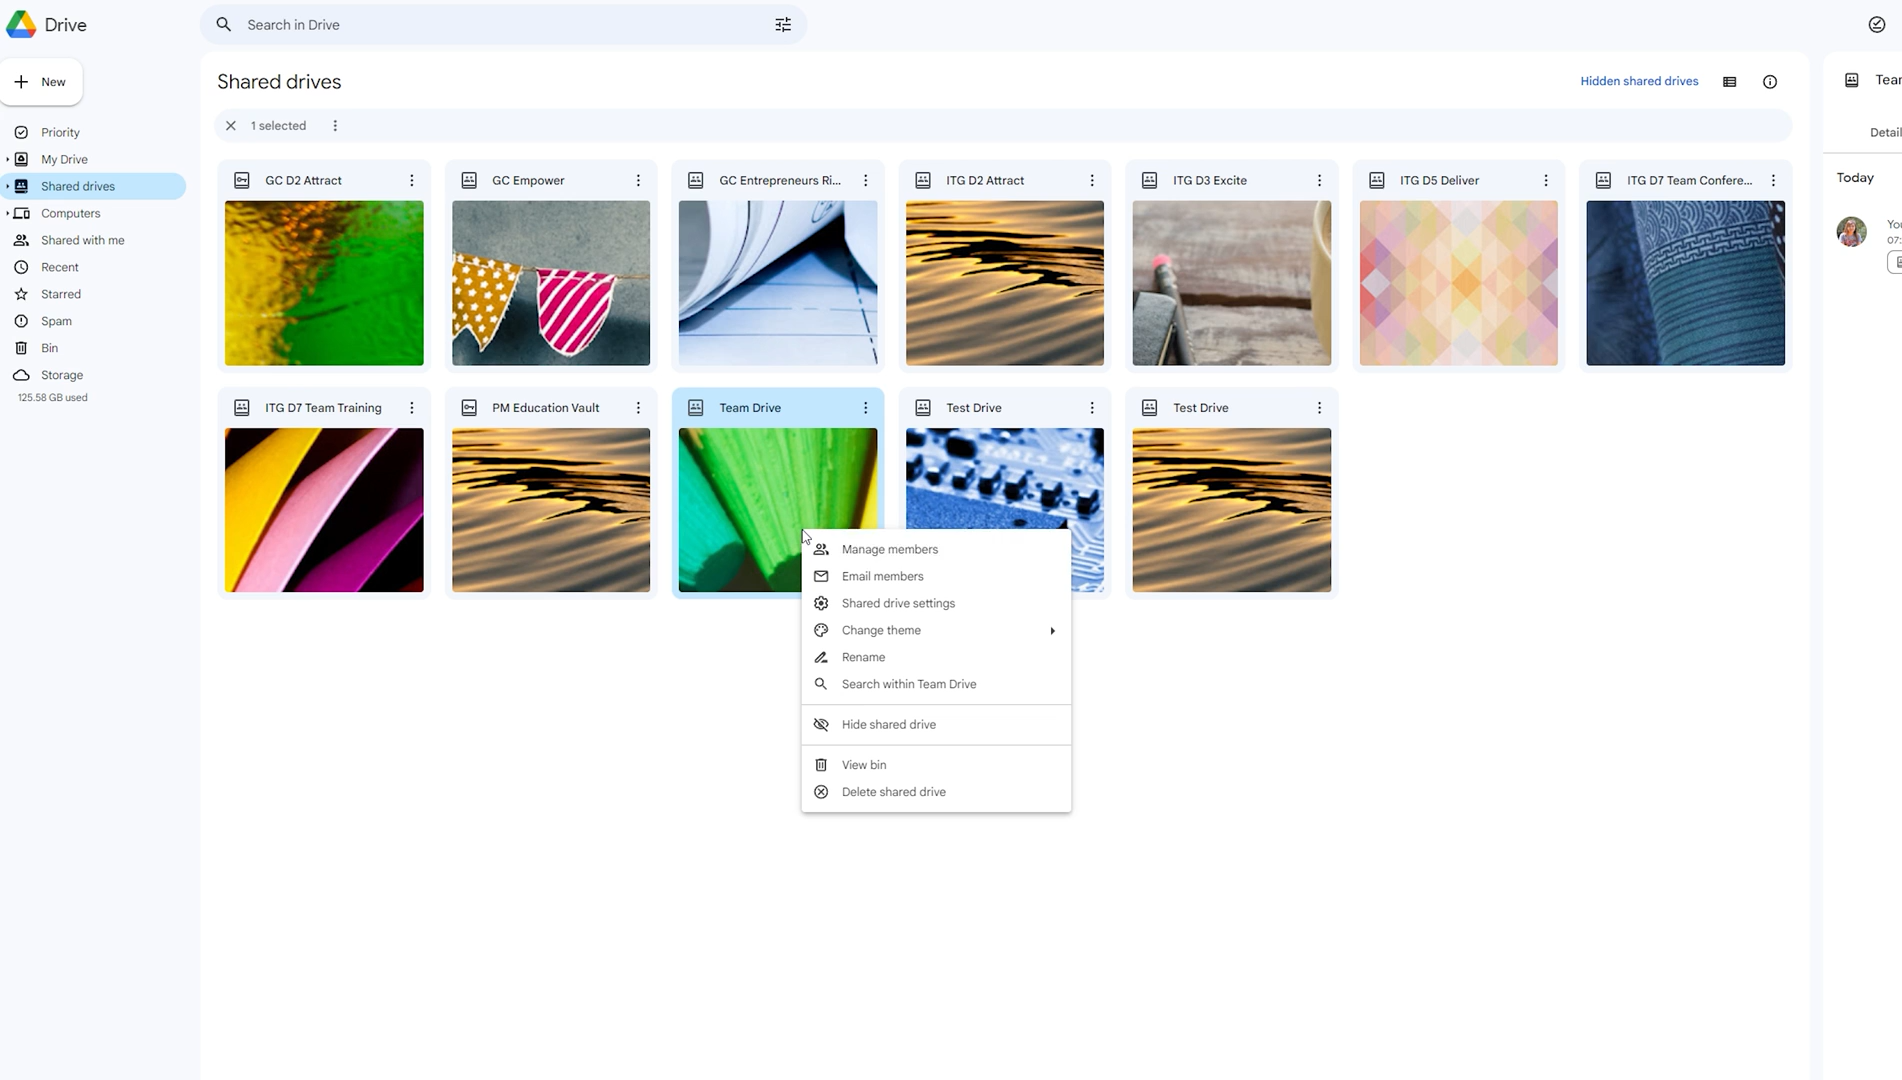 Drive
Search in Drive
New
Priority
My Drive
Shared drives
Computers
Shared with me
Recent
Starred
Spam
Bin
Storage
125.58 GB used
Shared drives
Hidden shared drives
1 selected
GC D2 Attract
GC Empower
GC Entrepreneurs Ri...
ITG D2 Attract
ITG D3 Excite
ITG D5 Deliver
ITG D7 Team Confere...
ITG D7 Team Training
PM Education Vault
Team Drive
Test Drive
Test Drive
Manage members
Email members
Shared drive settings
Change theme
Rename
Search within Team Drive
Hide shared drive
View bin
Delete shared drive
Tear
Detail
Today
You
07: